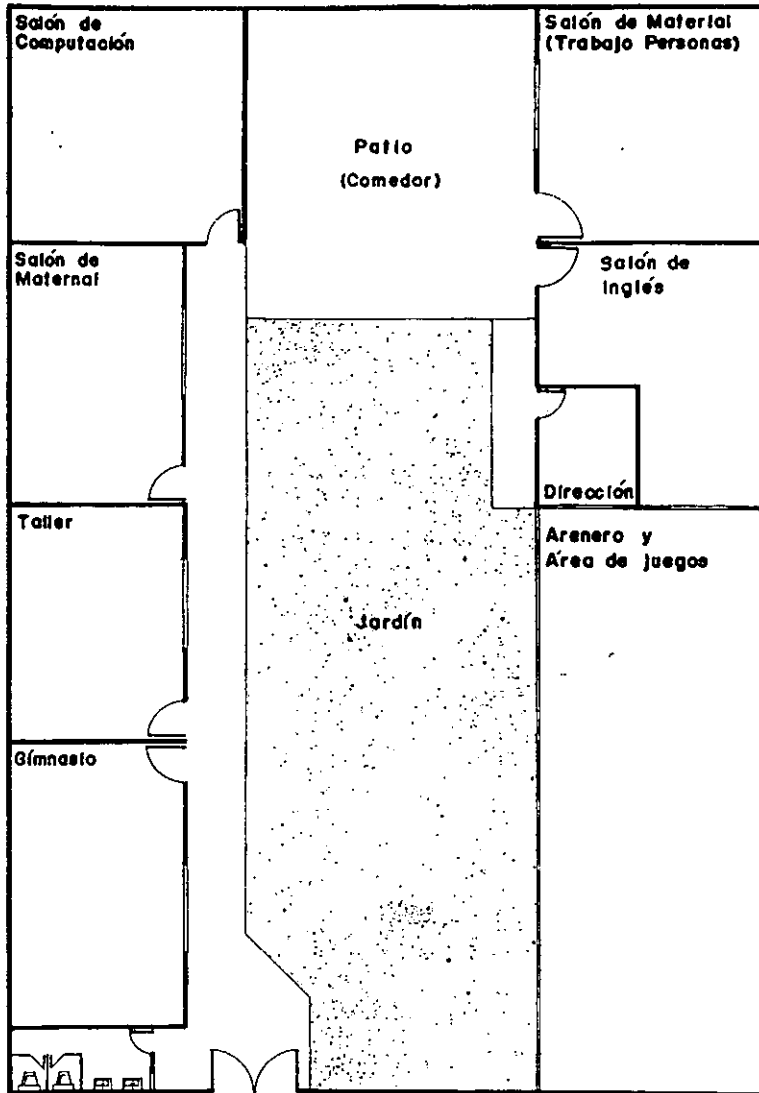 Salón de
Computación
Patio
(Comedor)
Salón de Material
(Trabajo Personas)
Salón de
Maternal
Salón de
Inglés
Dirección
Taller
Arenero y
Área de juegos
Jardín
Gimnasio